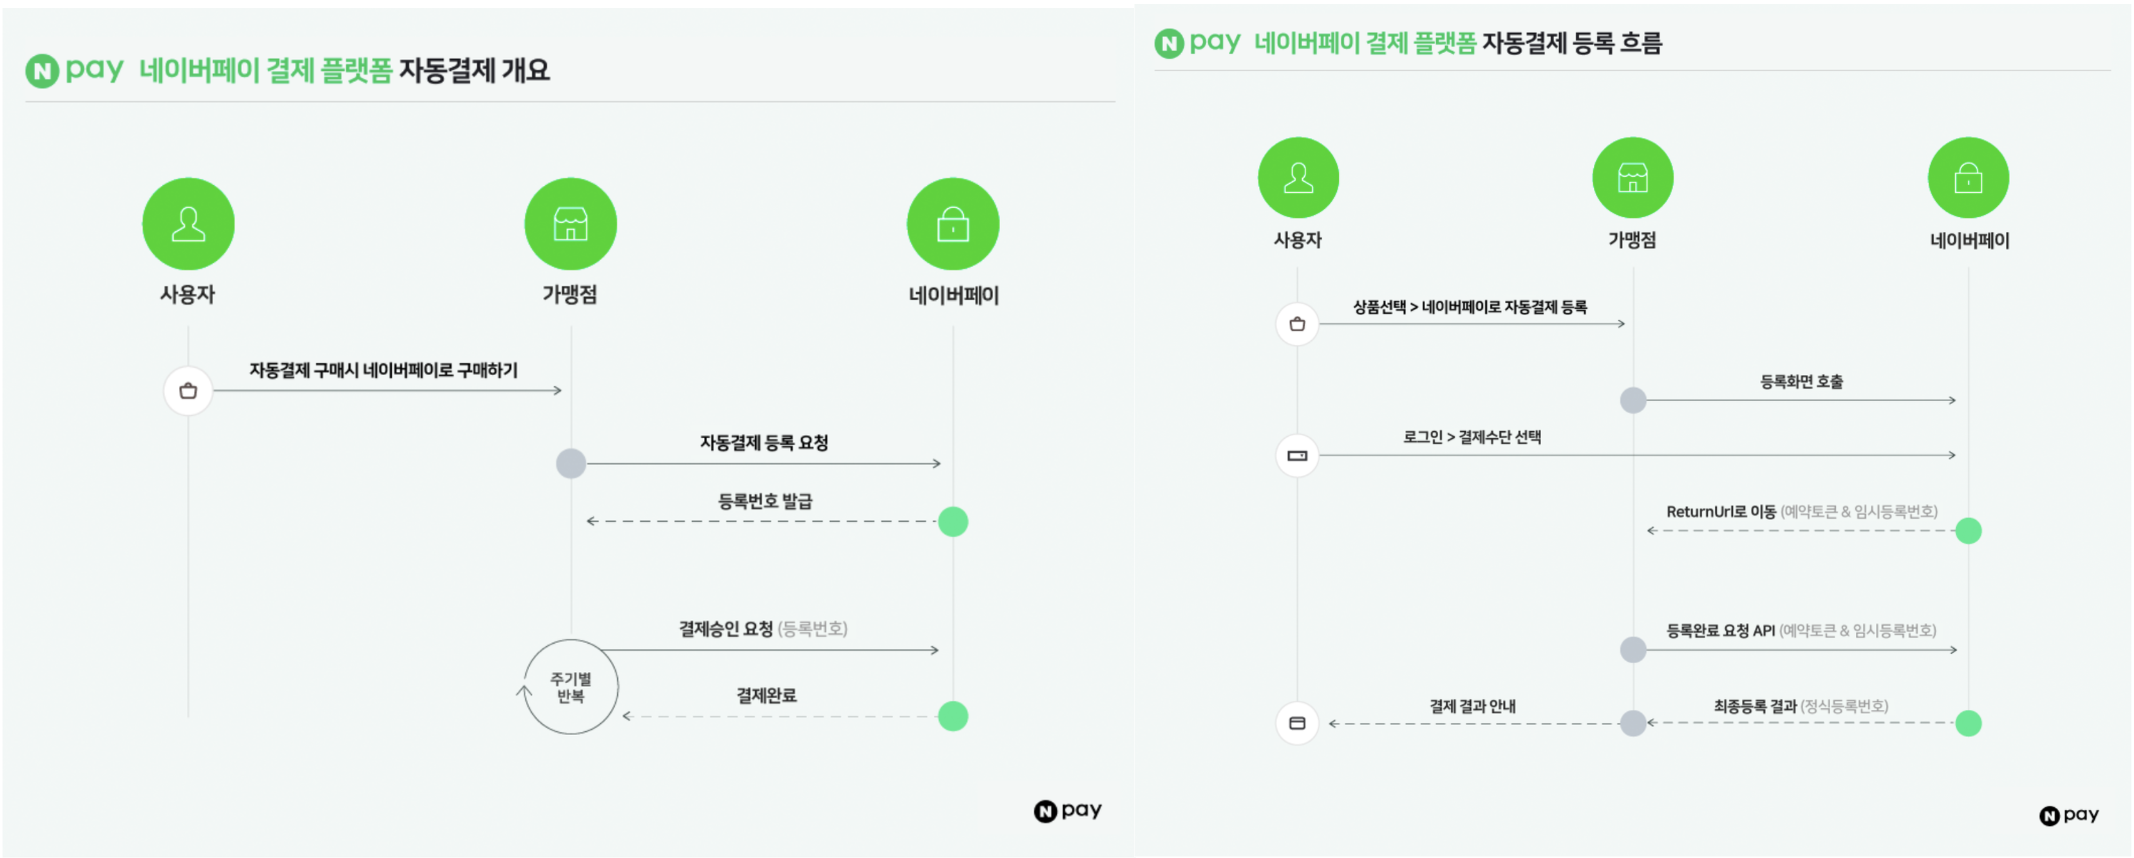 N pay 네이버페이 결제 플랫폼 자동결제 개요
사용자
가맹점
네이버페이
자동결제 구매시 네이버페이로 구매하기
자동결제 등록 요청
등록번호 발급
결제승인 요청 (등록번호)
주기별
반복
결제완료
N pay
N pay 네이버페이 결제 플랫폼 자동결제 등록 흐름
사용자
가맹점
네이버페이
상품선택 > 네이버페이로 자동결제 등록
등록화면 호출
로그인 > 결제수단 선택
ReturnUrl로 이동 (예약토큰 & 임시등록번호)
등록완료 요청 API (예약토큰 & 임시등록번호)
결제 결과 안내
최종등록 결과 (정식등록번호)
N pay